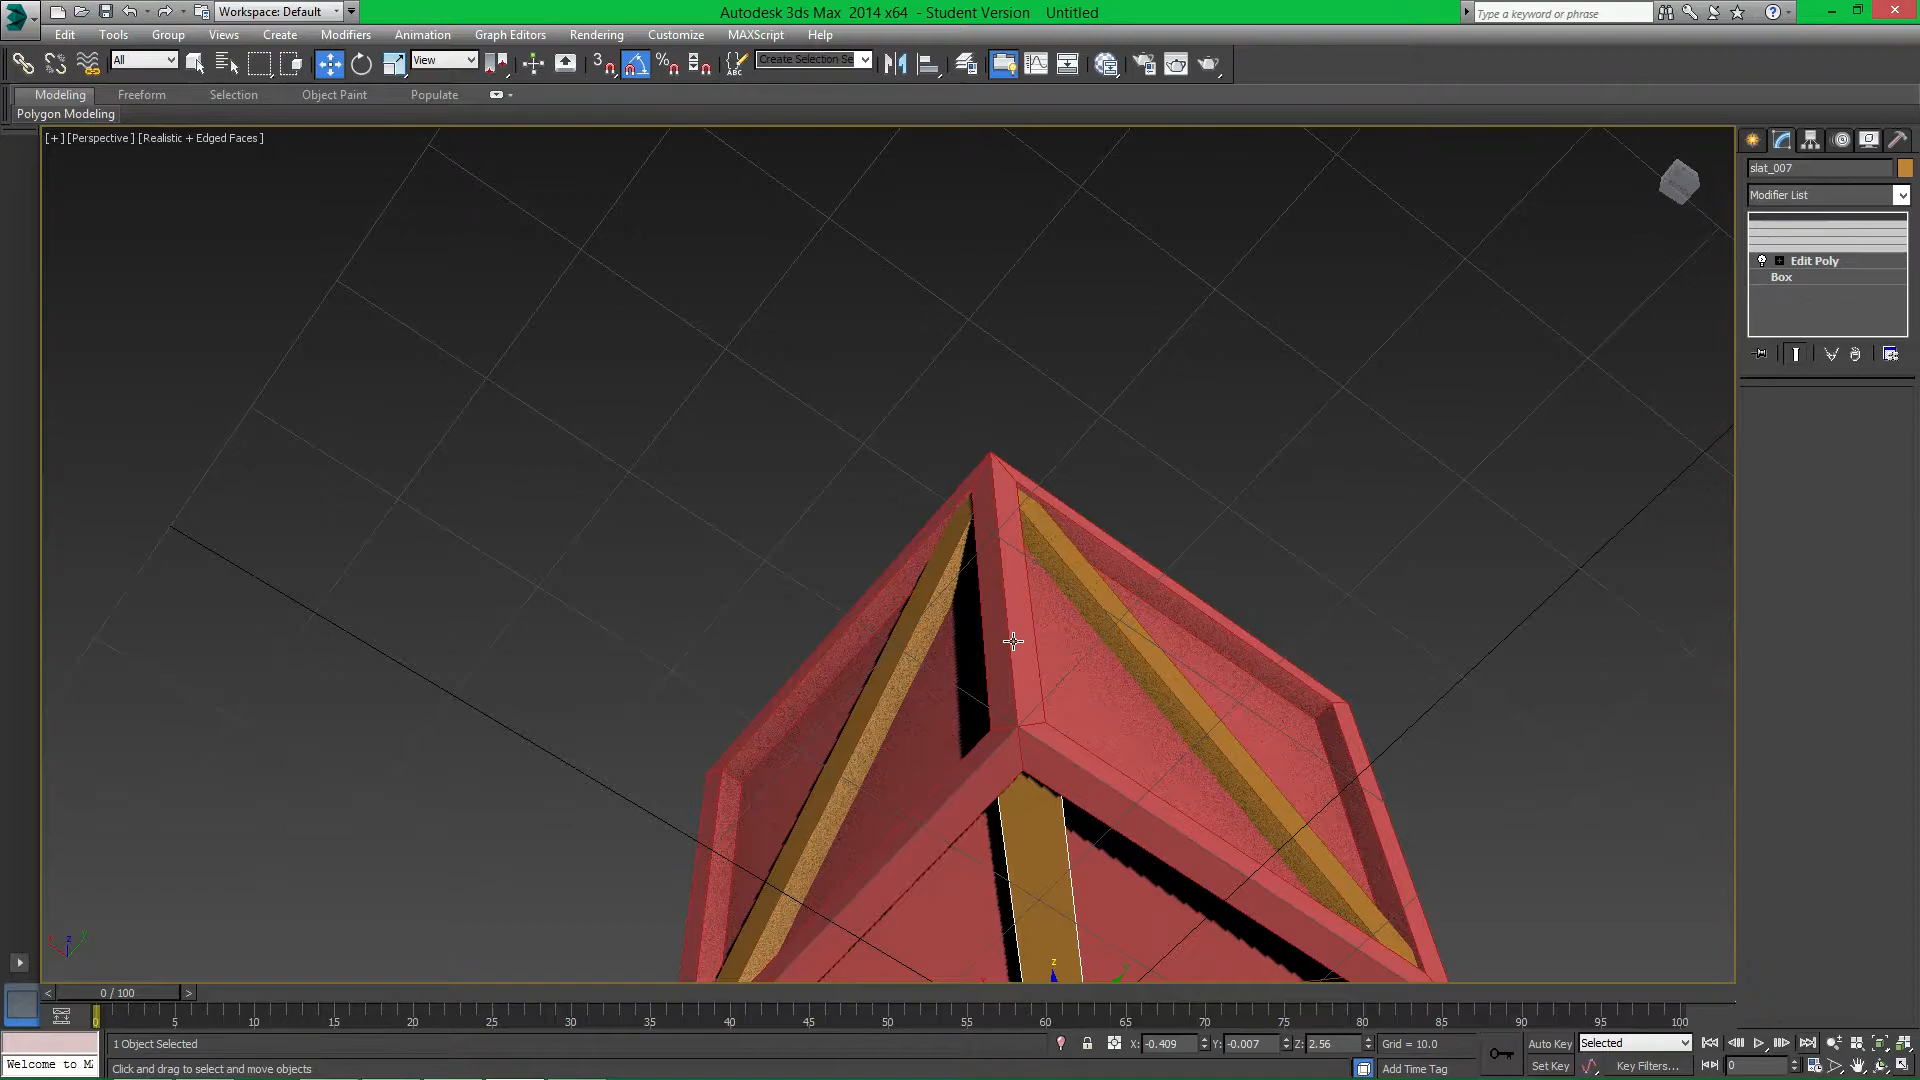 Workspace: Default
Autodesk 3ds Max 2014 x64 - Student Version Untitled
Type a keyword or phrase
Edit Tools Group Views Create Modifiers Animation Graph Editors Rendering Customize MAXScript Help
All
View
3
%
ABC
Create Selection Se
Modeling Freeform Selection Object Paint Populate
Polygon Modeling
[+] [Perspective] [Realistic + Edged Faces]
slat_007
Modifier List
Edit Poly
Box
z
z
< 0 / 100 >
0 5 10 15 20 25 30 35 40 45 50 55 60 65 70 75 80 85 90 95 100
1 Object Selected
X: -0.409 Y: -0.007 Z: 2.56 Grid = 10.0
Auto Key Selected
Welcome to M
Click and drag to select and move objects
Add Time Tag
Set Key Key Filters... 0